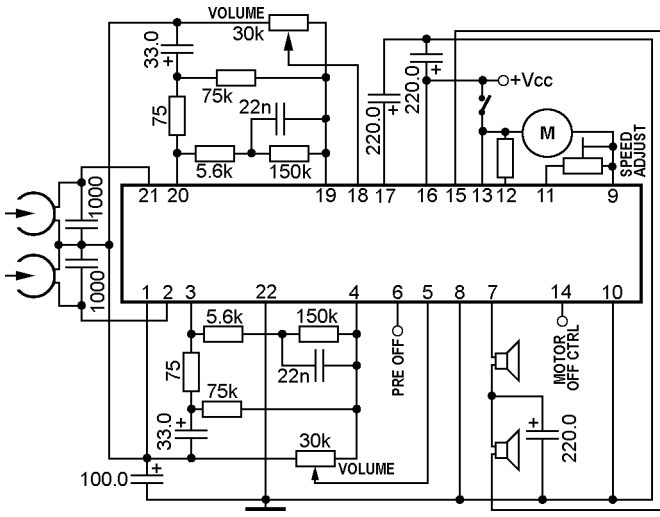 VOLUME
30k
33.0
75k
75
22n
5.6k
150k
220.0
220.0
+Vcc
M
SPEED
ADJUST
1000
1000
21 20 19 18 17 16 15 13 12 11 9
1 2 3 22 4 6 5 8 7 14 10
5.6k
150k
22n
75
75k
33.0
30k
VOLUME
100.0
PRE OFF
MOTOR
OFF CTRL
220.0
+
+
+
+
+
+